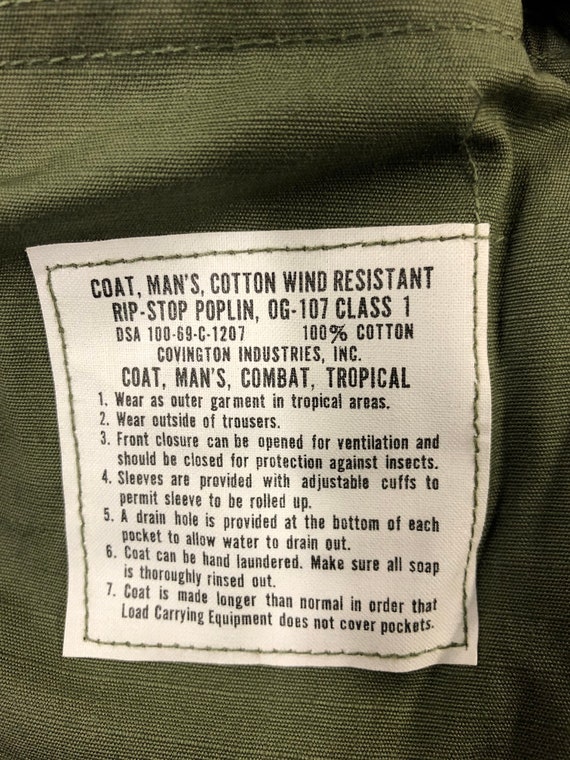 COAT, MAN'S, COTTON WIND RESISTANT
RIP-STOP POPLIN, OG-107 CLASS 1
DSA 100-69-C-1207 100% COTTON
COVINGTON INDUSTRIES, INC.
COAT, MAN'S, COMBAT, TROPICAL
1. Wear as outer garment in tropical areas.
2. Wear outside of trousers.
3. Front closure can be opened for ventilation and
should be closed for protection against insects.
4. Sleeves are provided with adjustable cuffs to
permit sleeve to be rolled up.
5. A drain hole is provided at the bottom of each
pocket to allow water to drain out.
6. Coat can be hand laundered. Make sure all soap
is thoroughly rinsed out.
7. Coat is made longer than normal in order that
Load Carrying Equipment does not cover pockets.